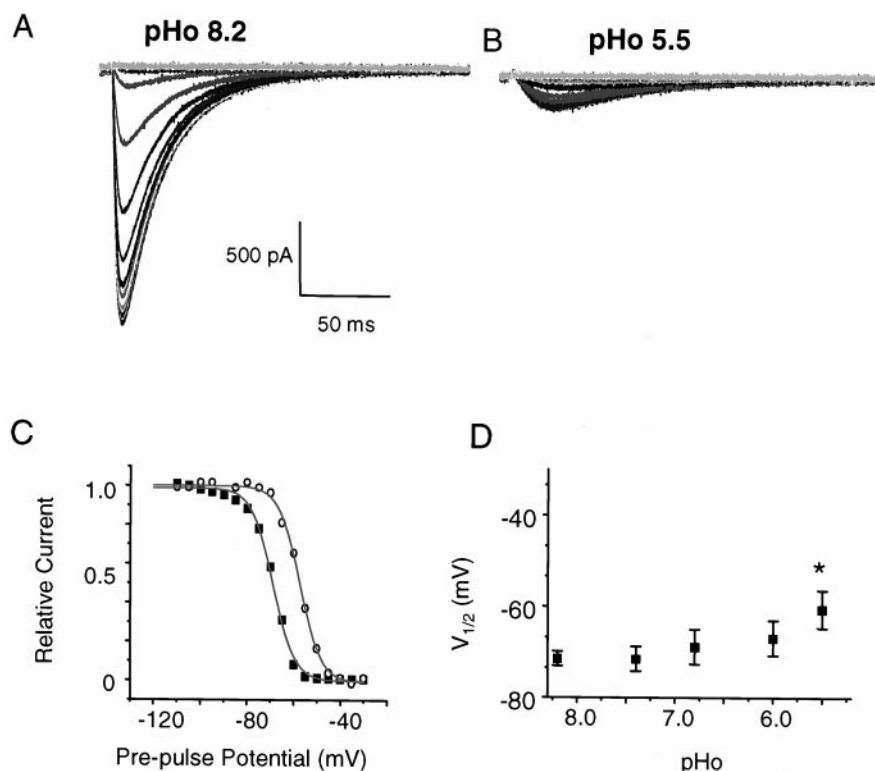 A
pHo 8.2
B
pHo 5.5
500 pA
50 ms
C
1.0
0.5
0
Relative Current
-120
-80
-40
Pre-pulse Potential (mV)
D
-40
-60
-80
V1/2 (mV)
*
8.0
7.0
6.0
pHo